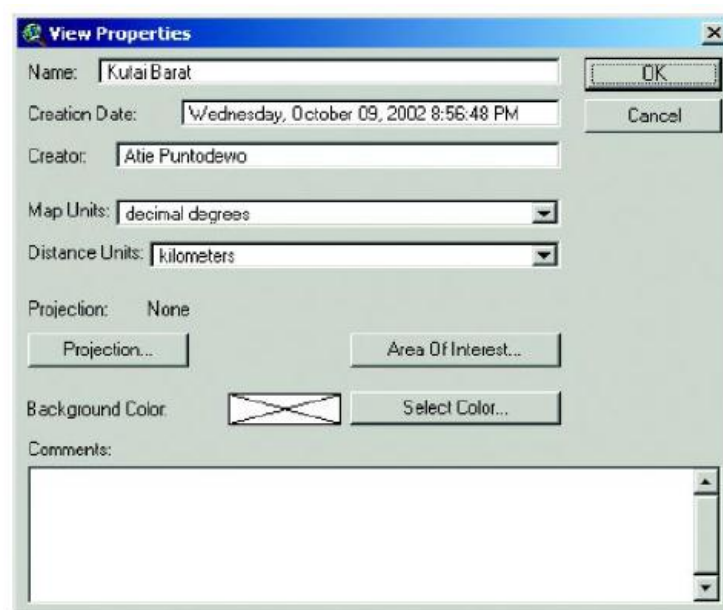 View Properties
Name: Kutai Barat
OK
Creation Date: Wednesday, October 09, 2002 8:56:48 PM
Cancel
Creator: Atie Puntodewo
Map Units: decimal degrees
Distance Units: kilometers
Projection: None
Projection... Area Of Interest...
Background Color: Select Color...
Comments: